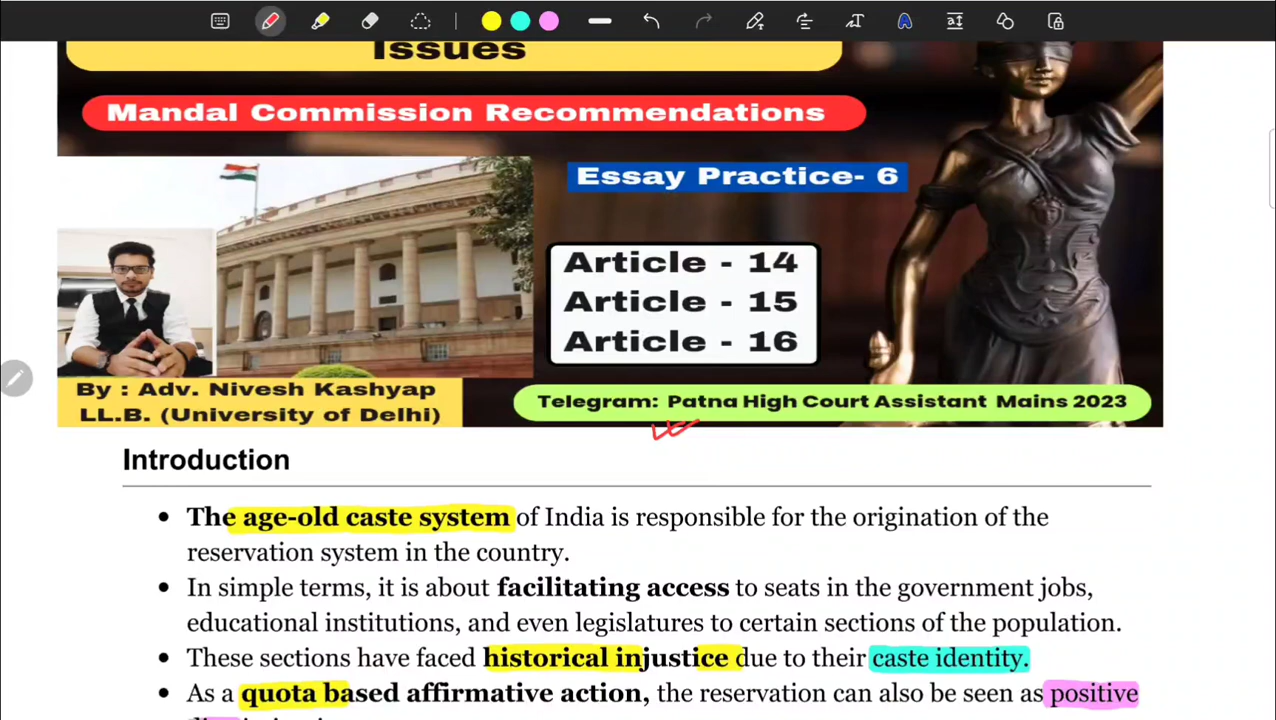 Issues
Mandal Commission Recommendations
Essay Practice- 6
Article - 14
Article - 15
Article - 16
By : Adv. Nivesh Kashyap
LL.B. (University of Delhi)
Telegram: Patna High Court Assistant Mains 2023
Introduction
• The age-old caste system of India is responsible for the origination of the
reservation system in the country.
• In simple terms, it is about facilitating access to seats in the government jobs,
educational institutions, and even legislatures to certain sections of the population.
• These sections have faced historical injustice due to their caste identity.
• As a quota based affirmative action, the reservation can also be seen as positive